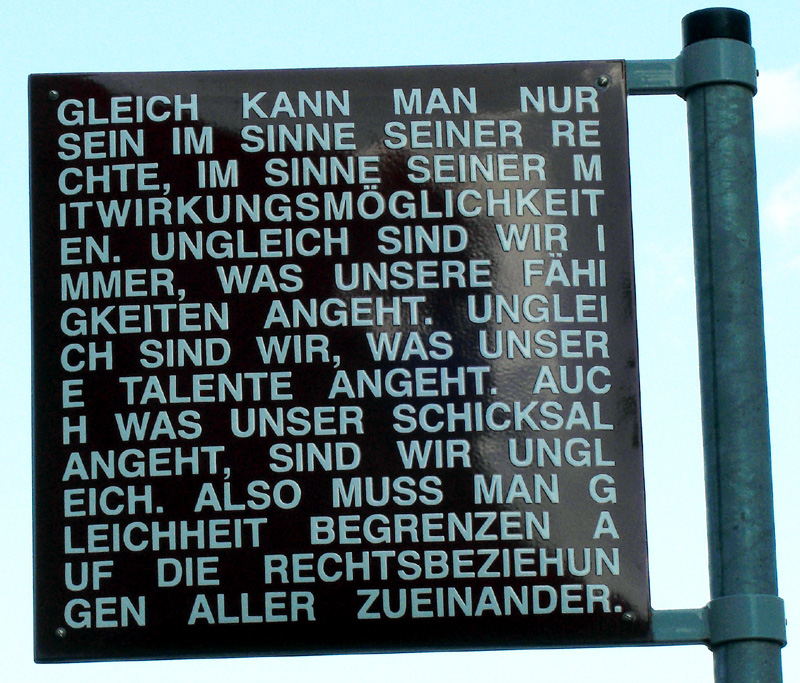 GLEICH KANN MAN NUR
SEIN IM SINNE SEINER RE
CHTE, IM SINNE SEINER M
ITWIRKUNGSMÖGLICHKEIT
EN. UNGLEICH SIND WIR I
MMER, WAS UNSERE FÄHI
GKEITEN ANGEHT. UNGLEI
CH SIND WIR, WAS UNSER
E TALENTE ANGEHT. AUC
H WAS UNSER SCHICKSAL
ANGEHT, SIND WIR UNGL
EICH. ALSO MUSS MAN G
LEICHHEIT BEGRENZEN A
UF DIE RECHTSBEZIEHUN
GEN ALLER ZUEINANDER.